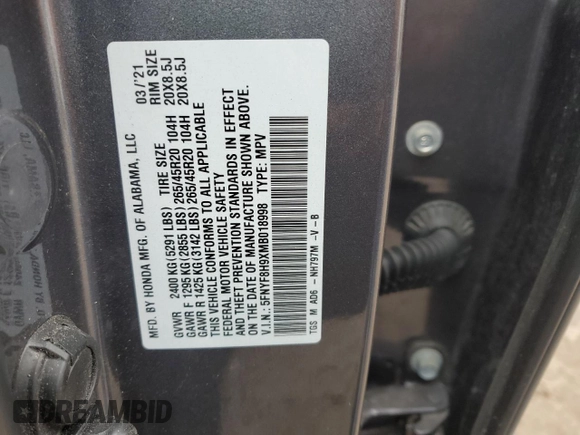 MFD. BY HONDA MFG. OF ALABAMA, LLC 03/'21
TIRE SIZE RIM SIZE
GVWR 2400 KG(5291 LBS)
GAWR F 1295 KG(2855 LBS) 265/45R20 104H 20X8.5J
GAWR R 1425 KG(3142 LBS) 265/45R20 104H 20X8.5J
THIS VEHICLE CONFORMS TO ALL APPLICABLE
FEDERAL MOTOR VEHICLE SAFETY
AND THEFT PREVENTION STANDARDS IN EFFECT
ON THE DATE OF MANUFACTURE SHOWN ABOVE.
V.I.N.: 5FNYF8H9XMB018998 TYPE: MPV
TGS M AD6 -NH797M -V -B
DREAMBID